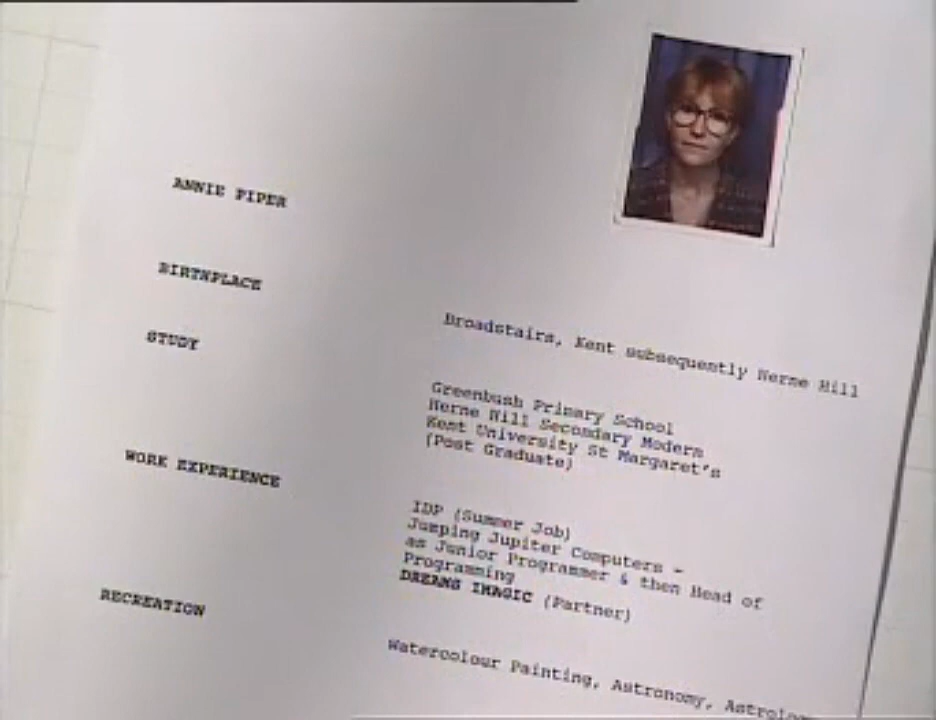 ANNIE PIPER
BIRTHPLACE
Broadstairs, Kent subsequently Herne Hill
STUDY
Greenbush Primary School
Herne Hill Secondary Modern
Kent University St Margaret's
(Post Graduate)
WORK EXPERIENCE
IDP (Summer Job)
Jumping Jupiter Computers -
as Junior Programmer & then Head of
Programming
DREAMS IMAGIC (Partner)
RECREATION
Watercolour Painting, Astronomy,